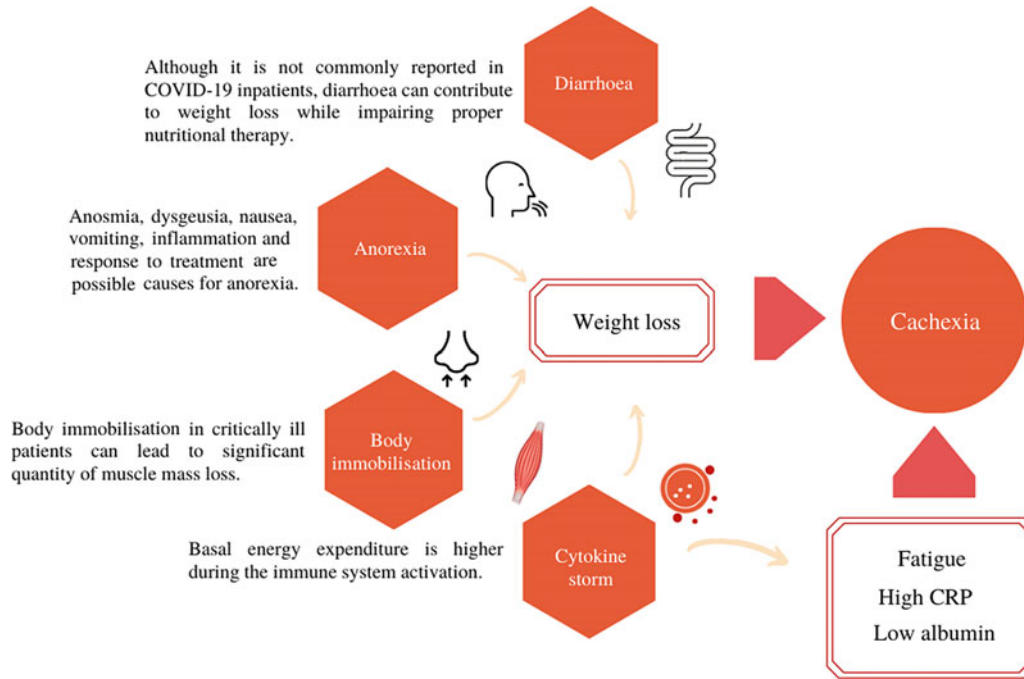 Although it is not commonly reported in
COVID-19 inpatients, diarrhoea can contribute
to weight loss while impairing proper
nutritional therapy.
Diarrhoea
Anosmia, dysgeusia, nausea,
vomiting, inflammation and
response to treatment are
possible causes for anorexia.
Anorexia
Weight loss
Cachexia
Body immobilisation in critically ill
patients can lead to significant
quantity of muscle mass loss.
Body
immobilisation
Basal energy expenditure is higher
during the immune system activation.
Cytokine
storm
Fatigue
High CRP
Low albumin